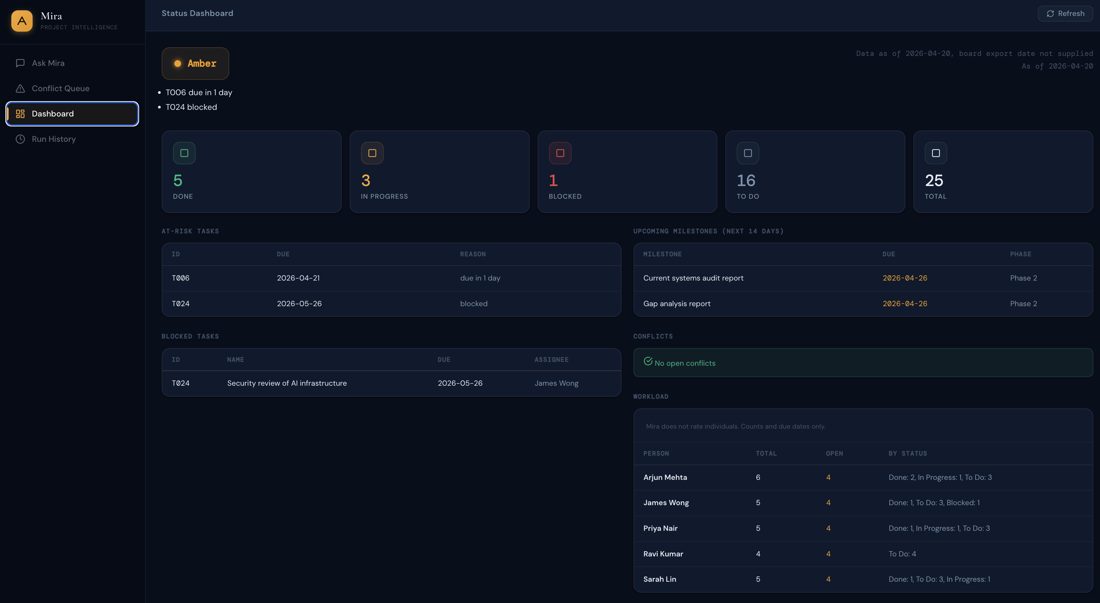 Mira
PROJECT INTELLIGENCE
Ask Mira
Conflict Queue
Dashboard
Run History
Status Dashboard
Refresh
Amber
Data as of 2026-04-20, board export date not supplied
As of 2026-04-20
• T006 due in 1 day
• T024 blocked
5
DONE
3
IN PROGRESS
1
BLOCKED
16
TO DO
25
TOTAL
AT-RISK TASKS
ID DUE REASON
T006 2026-04-21 due in 1 day
T024 2026-05-26 blocked
BLOCKED TASKS
ID NAME DUE ASSIGNEE
T024 Security review of AI infrastructure 2026-05-26 James Wong
UPCOMING MILESTONES (NEXT 14 DAYS)
MILESTONE DUE PHASE
Current systems audit report 2026-04-26 Phase 2
Gap analysis report 2026-04-26 Phase 2
CONFLICTS
No open conflicts
WORKLOAD
Mira does not rate individuals. Counts and due dates only.
PERSON TOTAL OPEN BY STATUS
Arjun Mehta 6 4 Done: 2, In Progress: 1, To Do: 3
James Wong 5 4 Done: 1, To Do: 3, Blocked: 1
Priya Nair 5 4 Done: 1, In Progress: 1, To Do: 3
Ravi Kumar 4 4 To Do: 4
Sarah Lin 5 4 Done: 1, To Do: 3, In Progress: 1